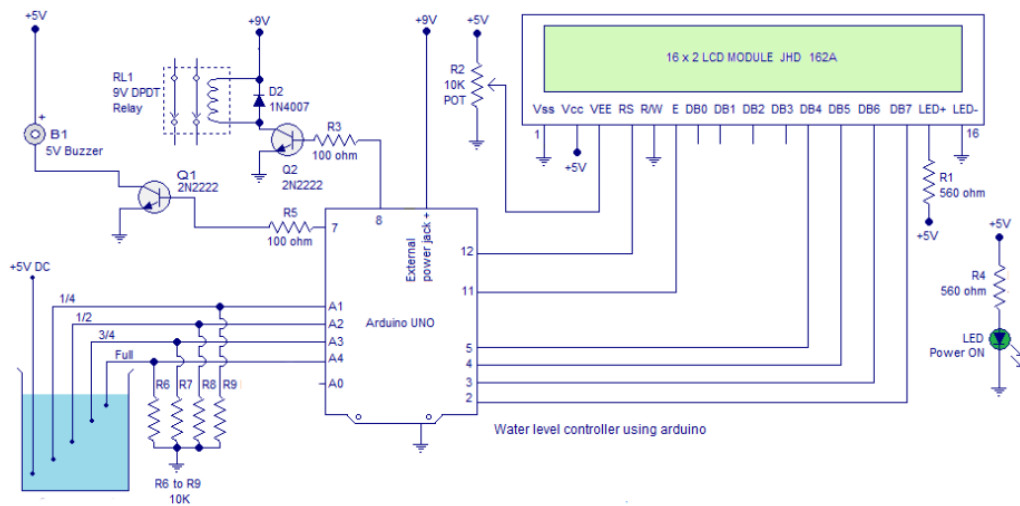 +5V
+9V
+9V
+5V
RL1
9V DPDT
Relay
D2
1N4007
R2
10K
POT
16 x 2 LCD MODULE JHD 162A
Vss Vcc VEE RS R/W E DB0 DB1 DB2 DB3 DB4 DB5 DB6 DB7 LED+ LED-
1
16
+5V
+
B1
5V Buzzer
R3
100 ohm
Q2
2N2222
Q1
2N2222
R1
560 ohm
+5V
R5
100 ohm
7
8
External
power jack +
12
11
+5V
R4
560 ohm
LED
Power ON
+5V DC
1/4
1/2
3/4
Full
A1
A2
A3
A4
A0
Arduino UNO
5
4
3
2
R6 R7 R8 R9
R6 to R9
10K
Water level controller using arduino